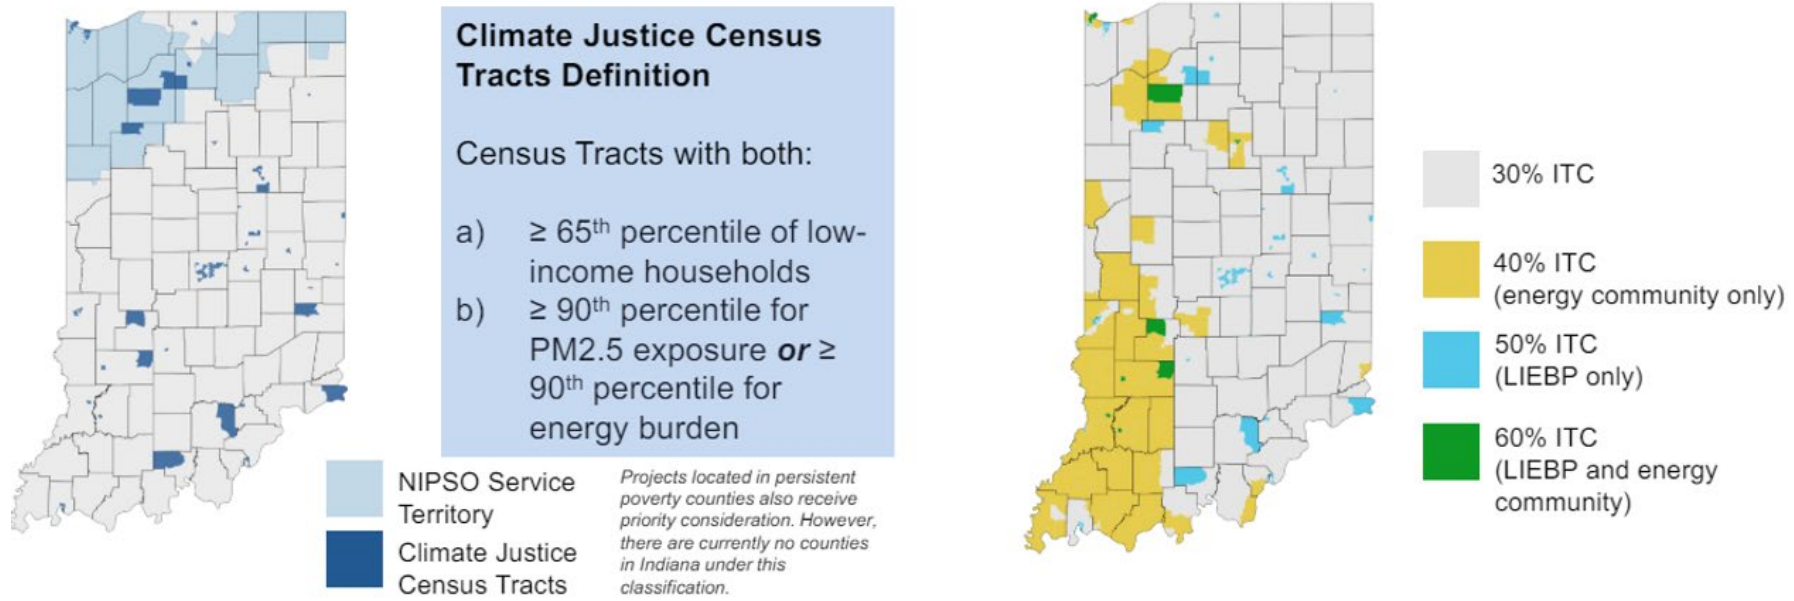 Climate Justice Census
Tracts Definition
Census Tracts with both:
a) ≥ 65th percentile of low-
income households
b) ≥ 90th percentile for
PM2.5 exposure or ≥
90th percentile for
energy burden
NIPSO Service
Territory
Climate Justice
Census Tracts
Projects located in persistent
poverty counties also receive
priority consideration. However,
there are currently no counties
in Indiana under this
classification.
30% ITC
40% ITC
(energy community only)
50% ITC
(LIEBP only)
60% ITC
(LIEBP and energy
community)